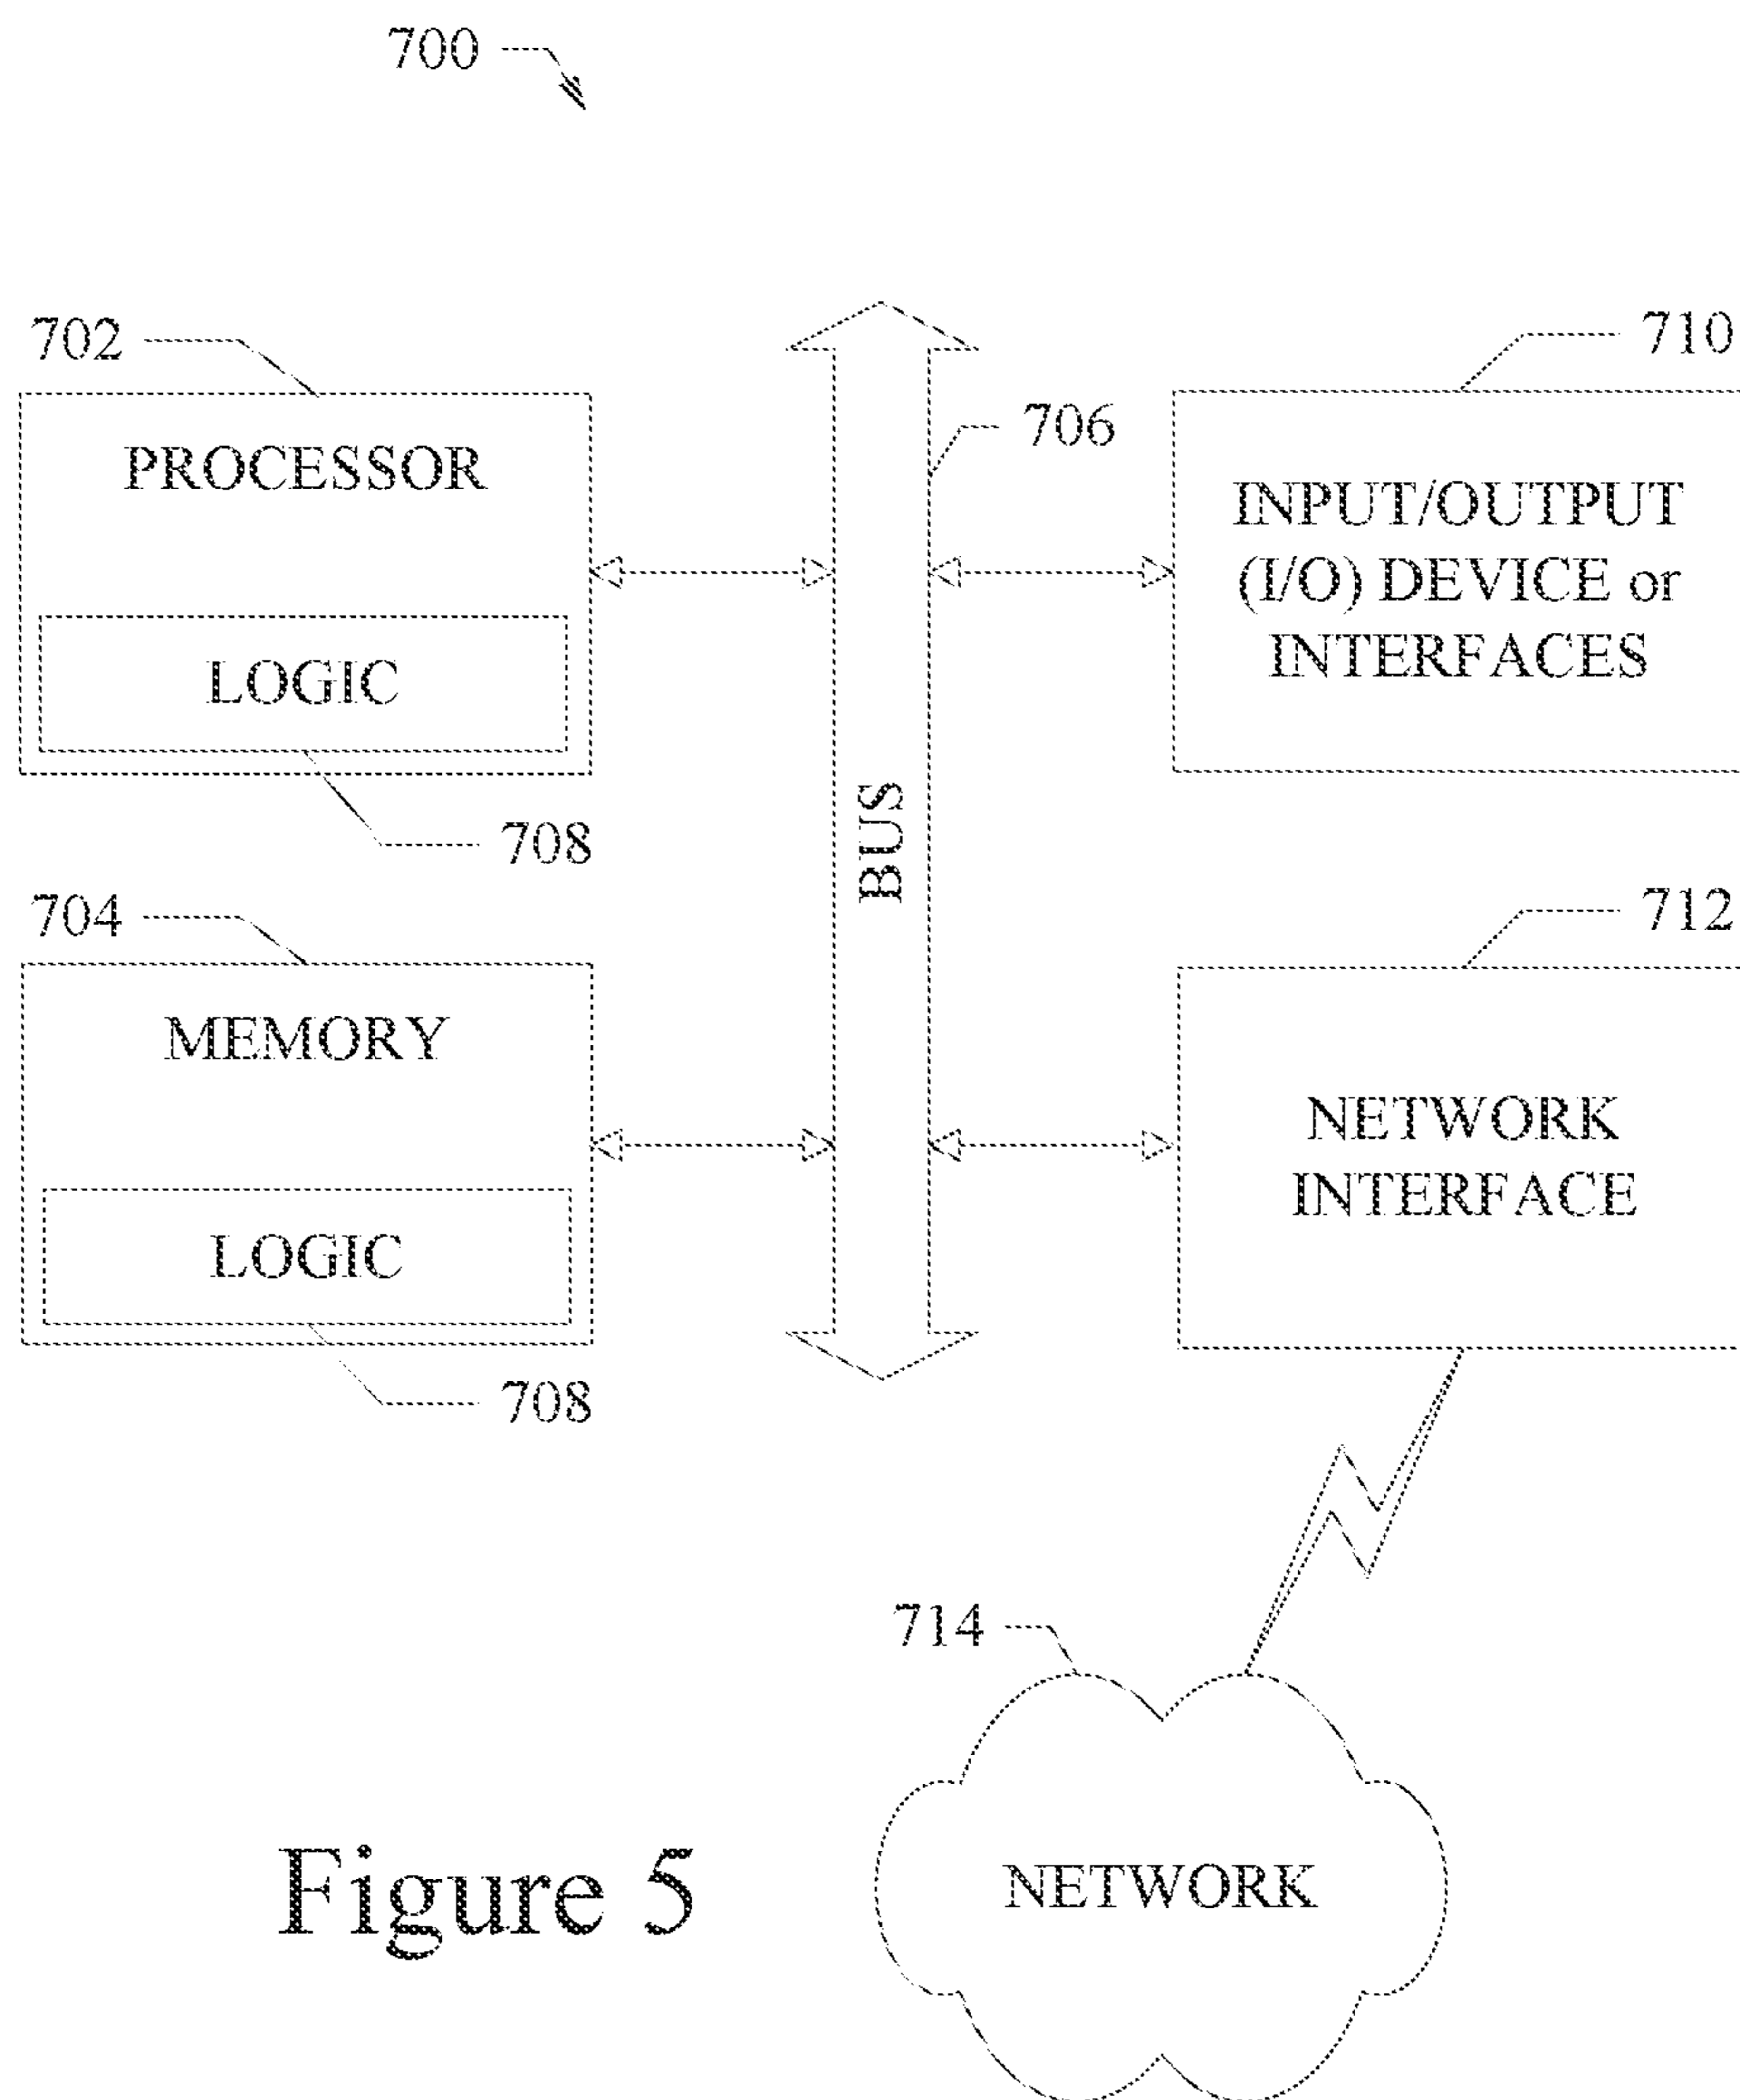 700
702
PROCESSOR
LOGIC
708
704
MEMORY
LOGIC
708
BUS
706
710
INPUT/OUTPUT
(I/O) DEVICE or
INTERFACES
712
NETWORK
INTERFACE
714
NETWORK
Figure 5